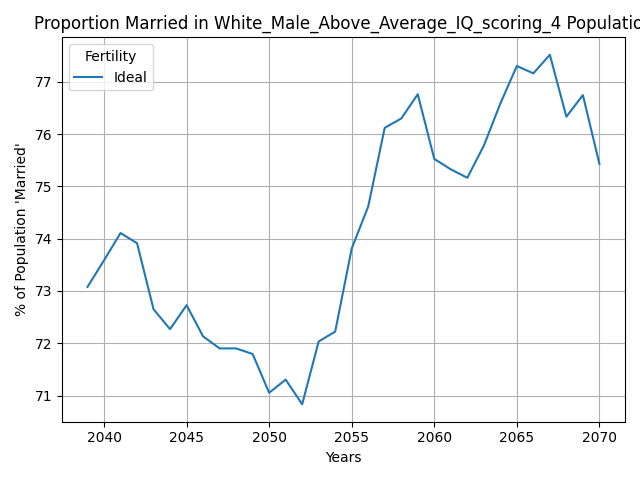 Proportion Married in White_Male_Above_Average_IQ_scoring_4 Populatio
Fertility
Ideal
77
76
75
74
73
72
71
% of Population 'Married'
2040 2045 2050 2055 2060 2065 2070
Years